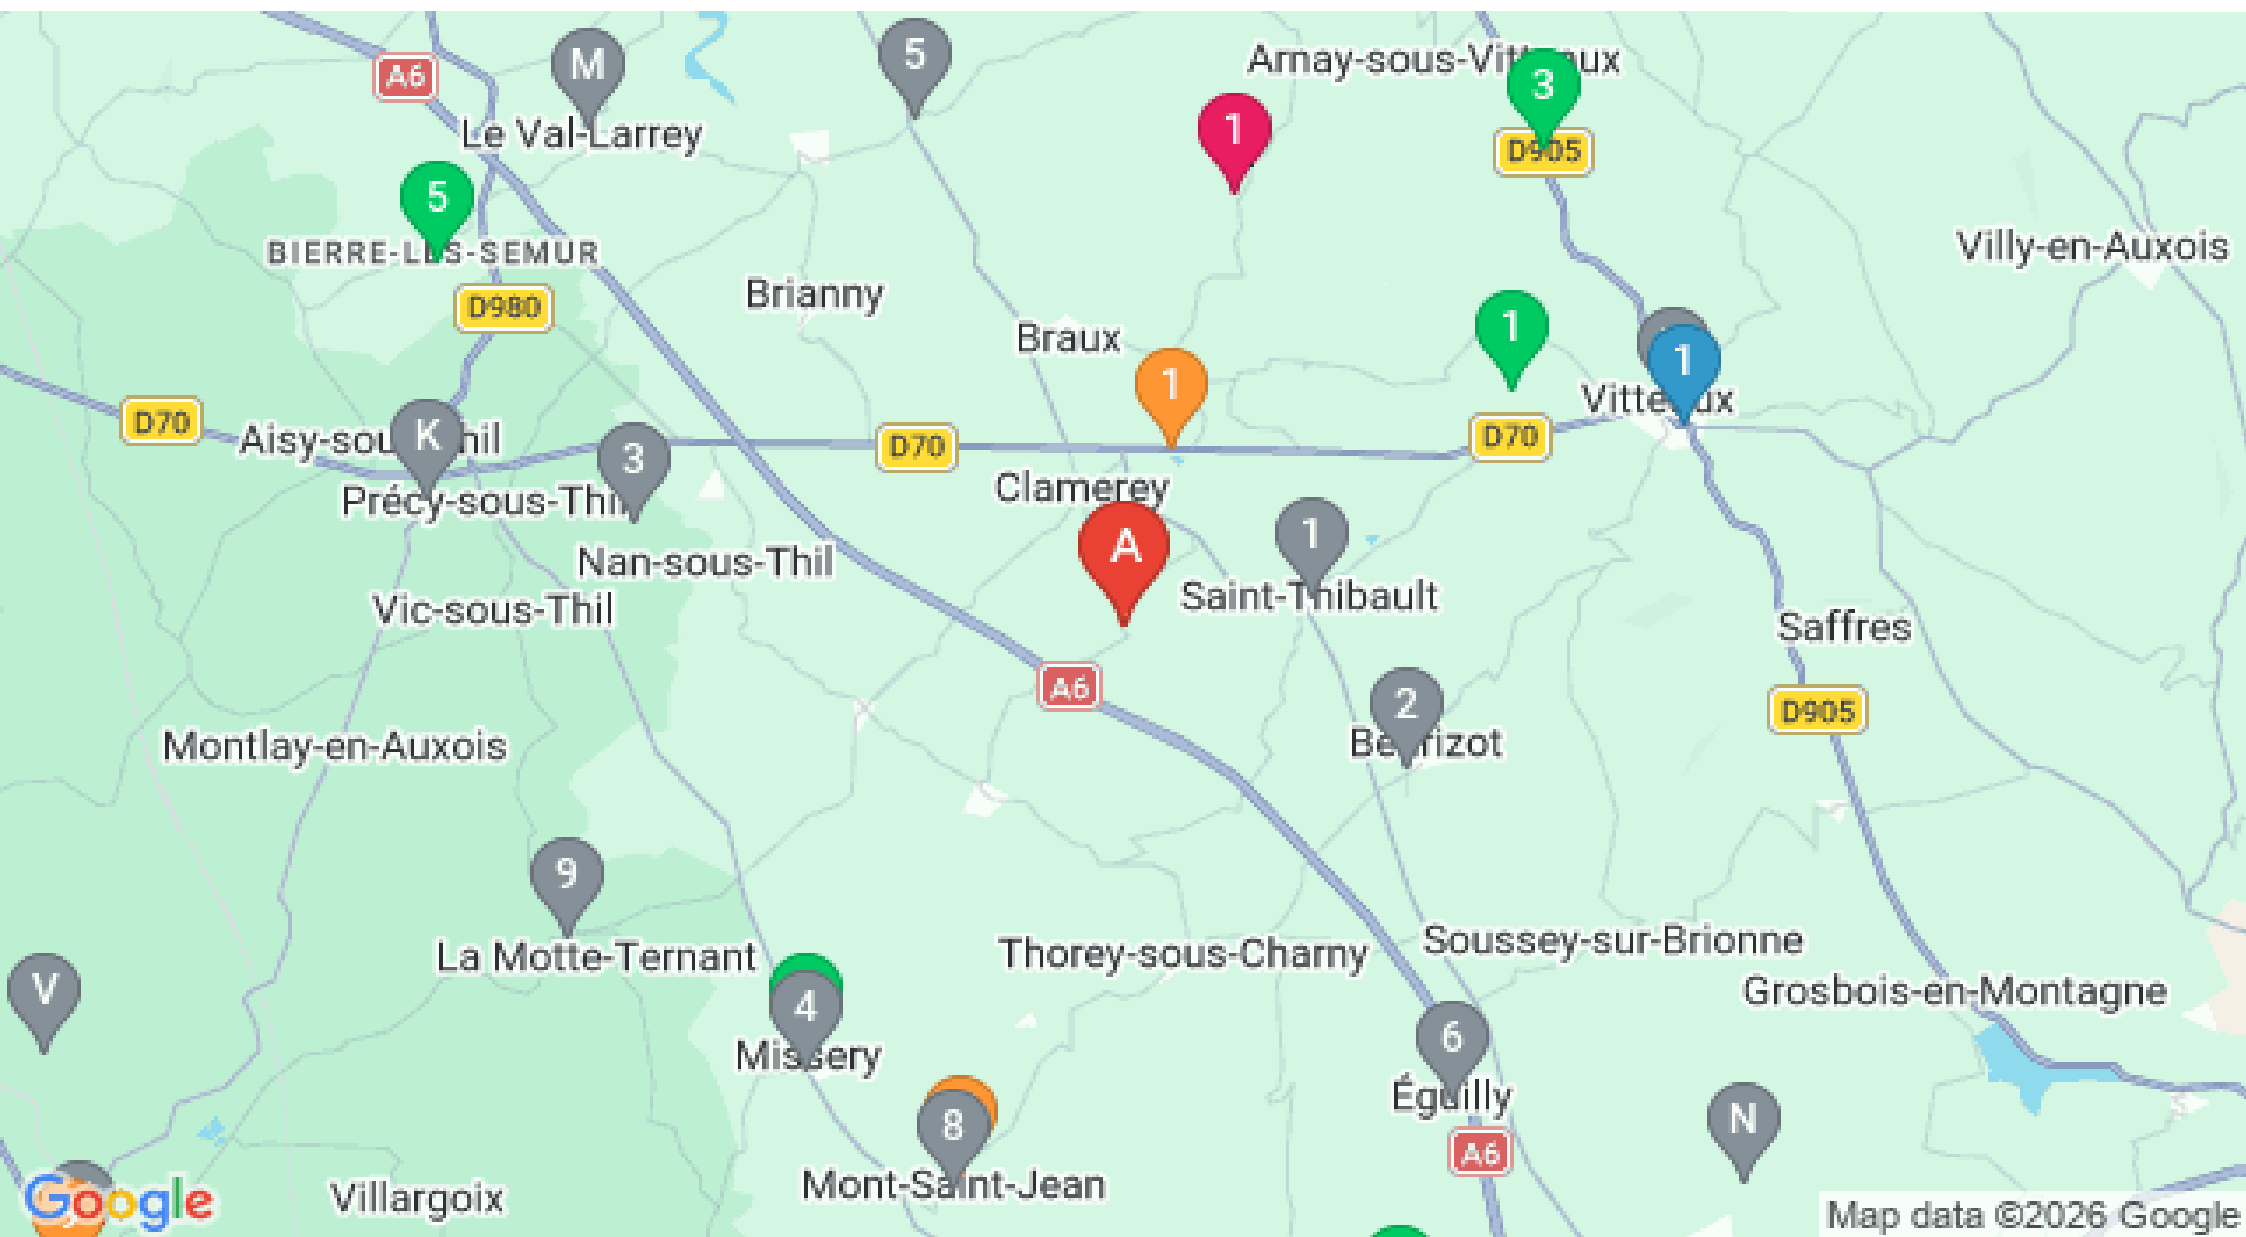 Arnay-sous-Vitteaux
5
M
A6
3
1
Le Val-Larrey
D905
5
BIERRE-LÈS-SEMUR
Villy-en-Auxois
Brianny
D980
1
Braux
1
1
Vitteaux
D70
Aisy-sous-Thil
K
D70
D70
3
Clamerey
Précy-sous-Thil
A
1
Nan-sous-Thil
Saint-Thibault
Vic-sous-Thil
Saffres
A6
2
D905
Montlay-en-Auxois
Beurizot
9
Soussey-sur-Brionne
La Motte-Ternant
Thorey-sous-Charny
V
Grosbois-en-Montagne
4
6
Missery
Éguilly
N
8
A6
Mont-Saint-Jean
Villargoix
Google
Map data ©2026 Google